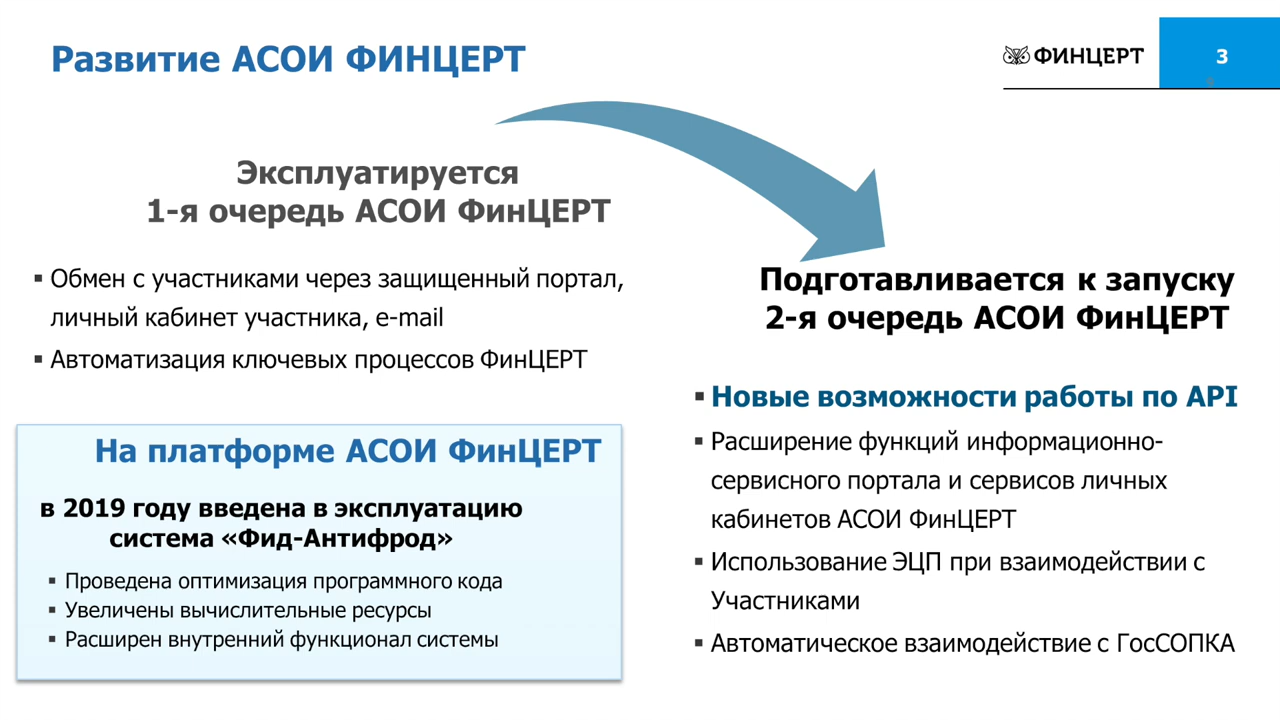 Развитие АСОИ ФИНЦЕРТ
ФИНЦЕРТ
3
Эксплуатируется
1-я очередь АСОИ ФинЦЕРТ
▪ Обмен с участниками через защищенный портал,
личный кабинет участника, e-mail
▪ Автоматизация ключевых процессов ФинЦЕРТ
На платформе АСОИ ФинЦЕРТ
в 2019 году введена в эксплуатацию
система «Фид-Антифрод»
▪ Проведена оптимизация программного кода
▪ Увеличены вычислительные ресурсы
▪ Расширен внутренний функционал системы
Подготавливается к запуску
2-я очередь АСОИ ФинЦЕРТ
▪ Новые возможности работы по API
▪ Расширение функций информационно-
сервисного портала и сервисов личных
кабинетов АСОИ ФинЦЕРТ
▪ Использование ЭЦП при взаимодействии с
Участниками
▪ Автоматическое взаимодействие с ГосСОПКА